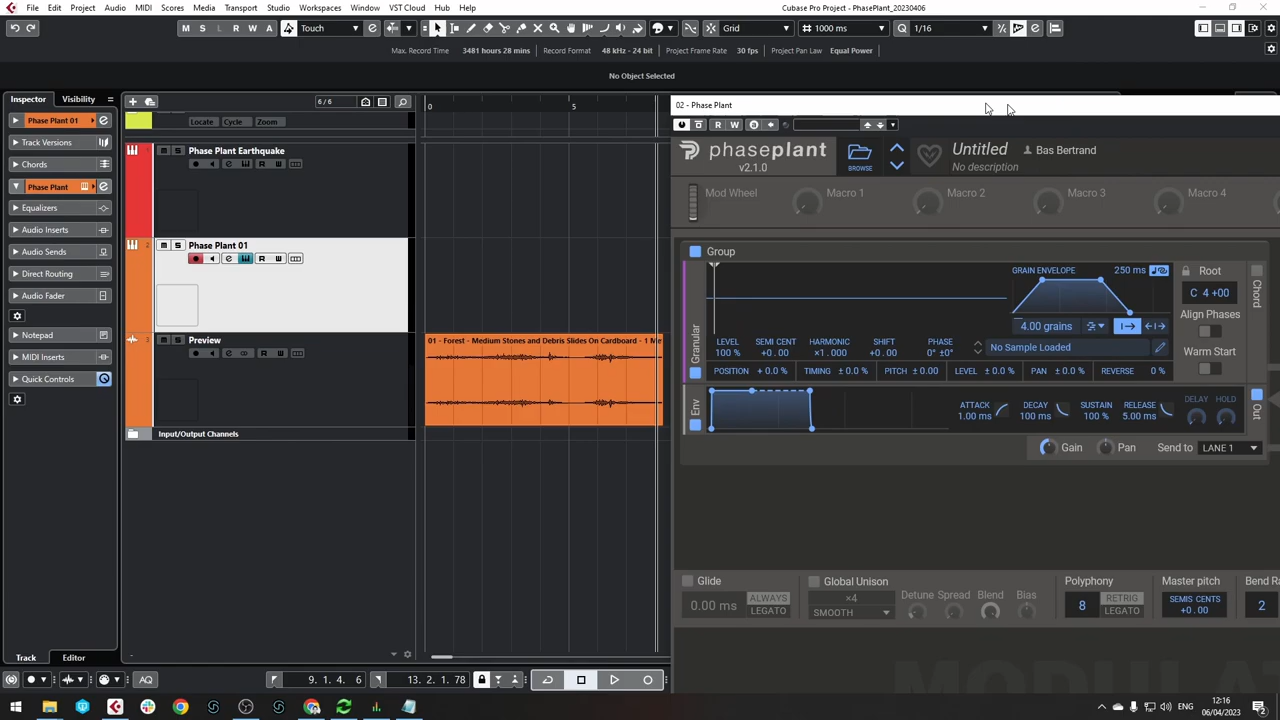 File Edit Project Audio MIDI Scores Media Transport Studio Workspaces Window VST Cloud Hub Help
Cubase Pro Project - PhasePlant_20230406
M S L R W A Touch Grid 1000 ms Q 1/16
Max. Record Time 3481 hours 28 mins Record Format 48 kHz - 24 bit Project Frame Rate 30 fps Project Pan Law Equal Power
No Object Selected
Inspector Visibility 6 / 6 0 5
Phase Plant 01
Locate Cycle Zoom
Track Versions
Chords
Phase Plant
Equalizers
Audio Inserts
Audio Sends
Direct Routing
Audio Fader
Notepad
MIDI Inserts
Quick Controls
1 M S Phase Plant Earthquake
R W
2 M S Phase Plant 01
R W
3 M S Preview
R W
Input/Output Channels
01 - Forest - Medium Stones and Debris Slides On Cardboard - 1 Me
02 - Phase Plant
R W
phaseplant
v2.1.0
BROWSE
Untitled
No description
Bas Bertrand
Mod Wheel Macro 1 Macro 2 Macro 3 Macro 4
Group
Granular
GRAIN ENVELOPE 250 ms
4.00 grains
Root
C 4 +00
Align Phases
Warm Start
Chord
LEVEL SEMI CENT HARMONIC SHIFT PHASE
100 % +0.00 ×1.000 +0.00 0° ±0°
No Sample Loaded
POSITION + 0.0 % TIMING ± 0.0 % PITCH ± 0.00 LEVEL ± 0.0 % PAN ± 0.0 % REVERSE 0 %
Env
ATTACK DECAY SUSTAIN RELEASE DELAY HOLD
1.00 ms 100 ms 100 % 5.00 ms
Out
Gain Pan Send to LANE 1
Glide
0.00 ms
ALWAYS
LEGATO
Global Unison
×4
SMOOTH
Detune Spread Blend Bias
Polyphony
8
RETRIG
LEGATO
Master pitch
SEMIS CENTS
+0.00
Bend Ra
2
MODULA
Track Editor
AQ 9. 1. 4. 6 13. 2. 1. 78
ENG
12:16
06/04/2023
2